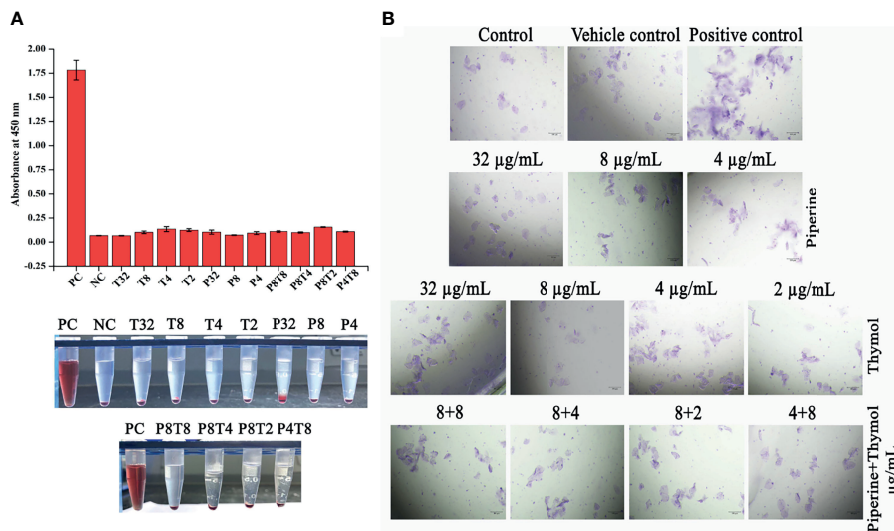 A
2.00
1.75
1.50
1.25
1.00
0.75
0.50
0.25
0.00
-0.25
Absorbance at 450 nm
PC NC T32 T8 T4 T2 P32 P8 P4 P8T8 P8T4 P8T2 P4T8
PC NC T32 T8 T4 T2 P32 P8 P4
PC P8T8 P8T4 P8T2 P4T8
B
Control Vehicle control Positive control
32 µg/mL 8 µg/mL 4 µg/mL
Piperine
32 µg/mL 8 µg/mL 4 µg/mL 2 µg/mL
Thymol
8+8 8+4 8+2 4+8
Piperine+Thymol
µg/mL